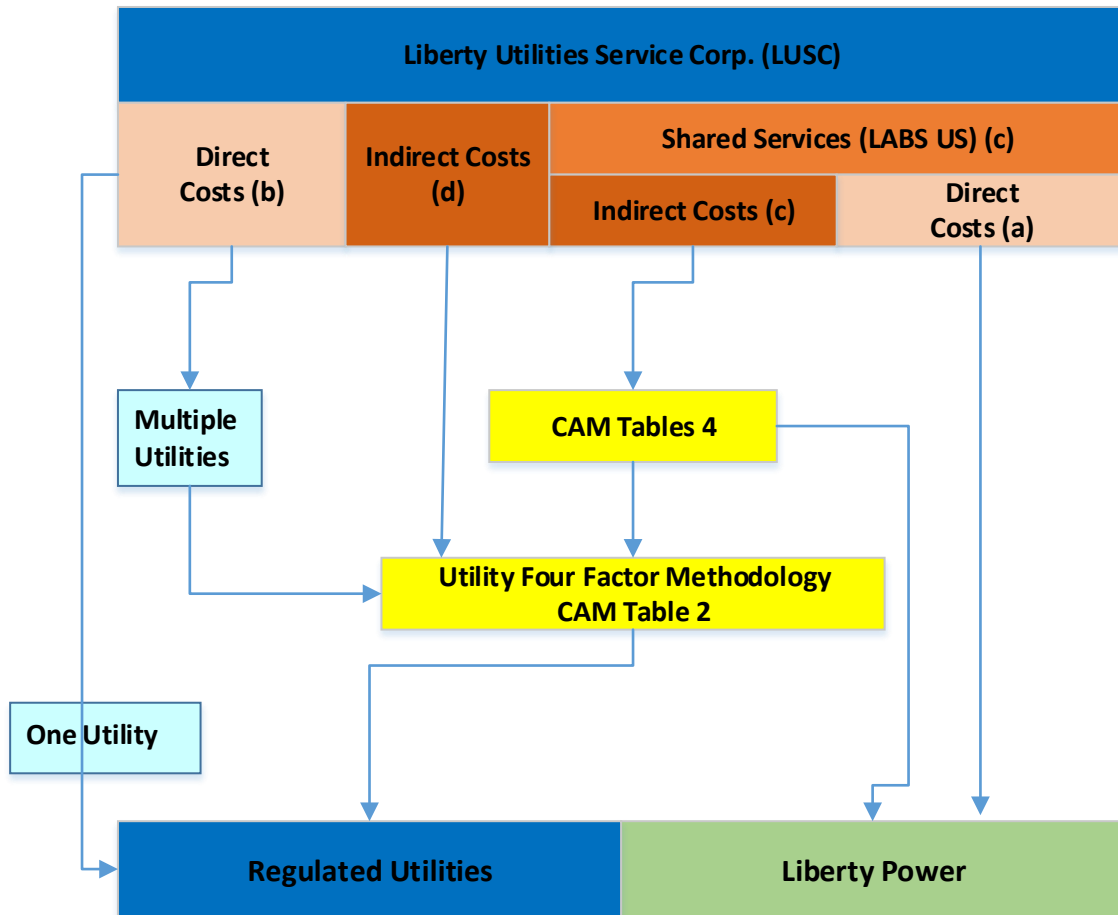 Liberty Utilities Service Corp. (LUSC)
Direct
Costs (b)
Indirect Costs
(d)
Shared Services (LABS US) (c)
Indirect Costs (c)
Direct
Costs (a)
Multiple
Utilities
CAM Tables 4
Utility Four Factor Methodology
CAM Table 2
One Utility
Regulated Utilities
Liberty Power